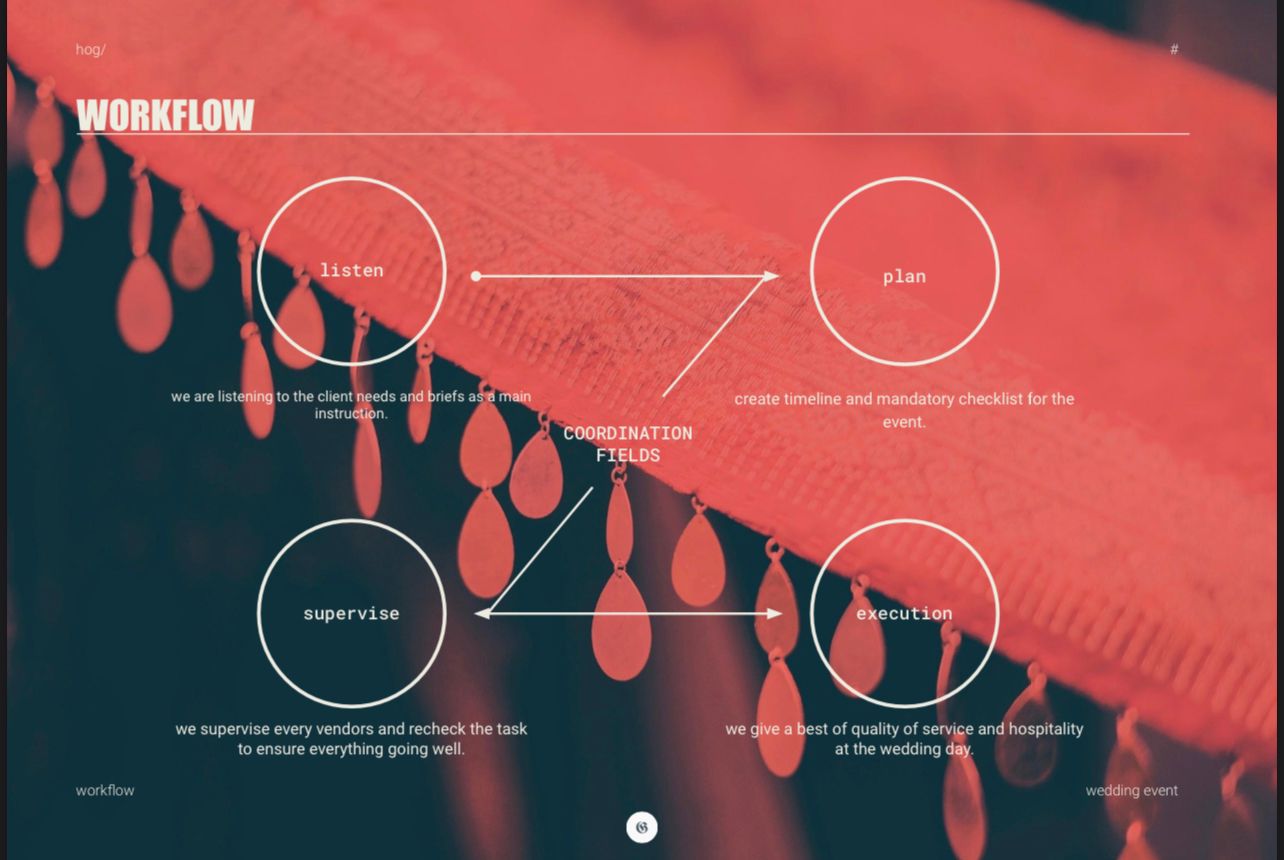 hog/
#
WORKFLOW
listen
plan
we are listening to the client needs and briefs as a main
instruction.
create timeline and mandatory checklist for the
event.
COORDINATION
FIELDS
supervise
execution
we supervise every vendors and recheck the task
to ensure everything going well.
we give a best of quality of service and hospitality
at the wedding day.
workflow
wedding event